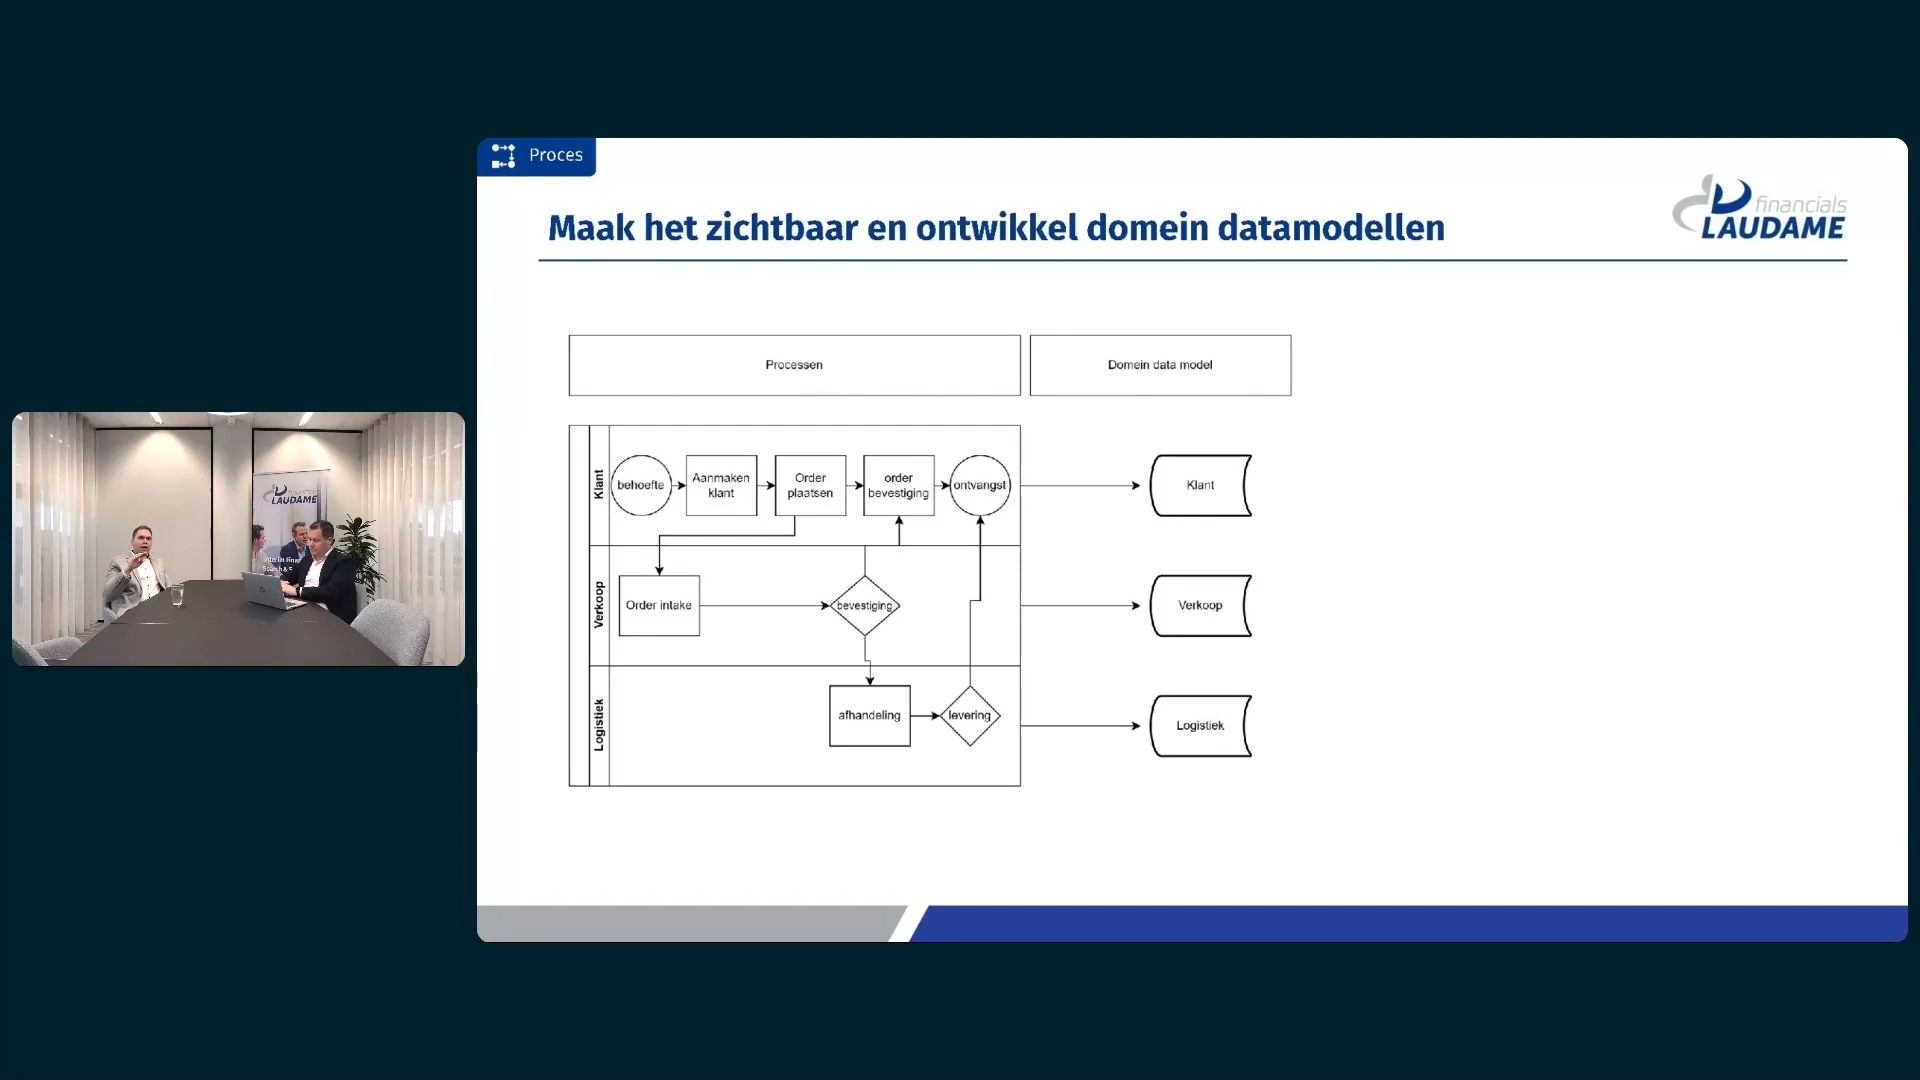 Proces
Maak het zichtbaar en ontwikkel domein datamodellen
financials
LAUDAME
Processen
Domein data model
Klant
behoefte
Aanmaken
klant
Order
plaatsen
order
bevestiging
ontvangst
Klant
Verkoop
Order intake
bevestiging
Verkoop
Logistiek
afhandeling
levering
Logistiek
LAUDAME